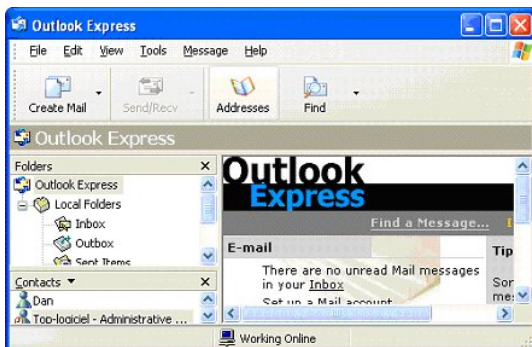 Outlook Express
File Edit View Tools Message Help
Create Mail Send/Recv Addresses Find
Outlook Express
Folders
Outlook Express
Local Folders
Inbox
Outbox
Sent Items
Contacts
Dan
Top-logiciel - Administrative ...
Outlook
Express
Find a Message...
E-mail
There are no unread Mail messages
in your Inbox
Set up a Mail account
Tip
Working Online